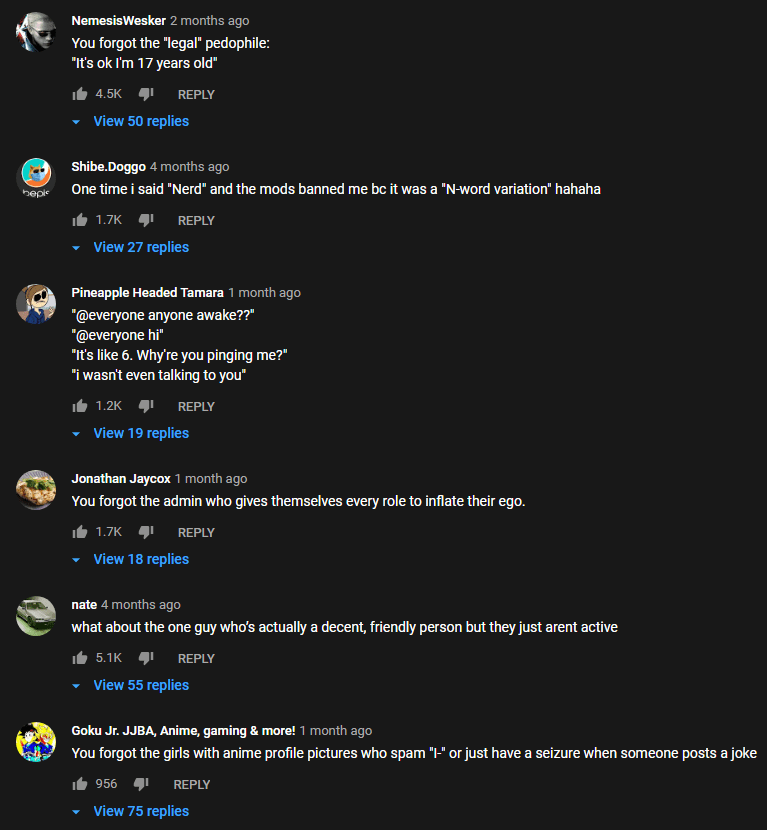 NemesisWesker 2 months ago
You forgot the "legal" pedophile:
"It's ok I'm 17 years old"
4.5K REPLY
View 50 replies
Shibe.Doggo 4 months ago
One time i said "Nerd" and the mods banned me bc it was a "N-word variation" hahaha
bepis
1.7K REPLY
View 27 replies
Pineapple Headed Tamara 1 month ago
"@everyone anyone awake??"
"@everyone hi"
"It's like 6. Why're you pinging me?"
"i wasn't even talking to you"
1.2K REPLY
View 19 replies
Jonathan Jaycox 1 month ago
You forgot the admin who gives themselves every role to inflate their ego.
1.7K REPLY
View 18 replies
nate 4 months ago
what about the one guy who's actually a decent, friendly person but they just arent active
5.1K REPLY
View 55 replies
Goku Jr. JJBA, Anime, gaming & more! 1 month ago
You forgot the girls with anime profile pictures who spam "I-" or just have a seizure when someone posts a joke
956 REPLY
View 75 replies